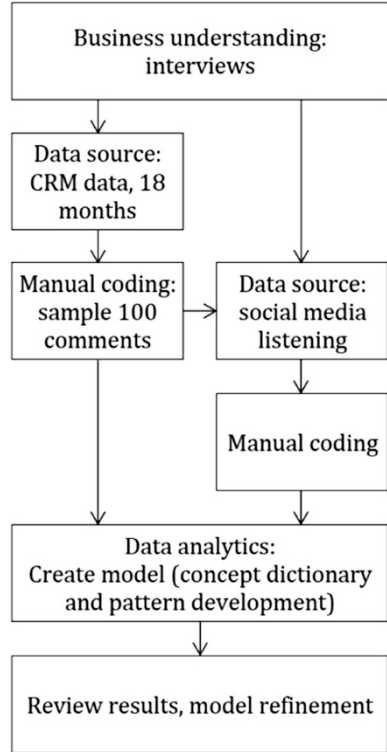 Business understanding:
interviews
Data source:
CRM data, 18
months
Manual coding:
sample 100
comments
Data source:
social media
listening
Manual coding
Data analytics:
Create model (concept dictionary
and pattern development)
Review results, model refinement